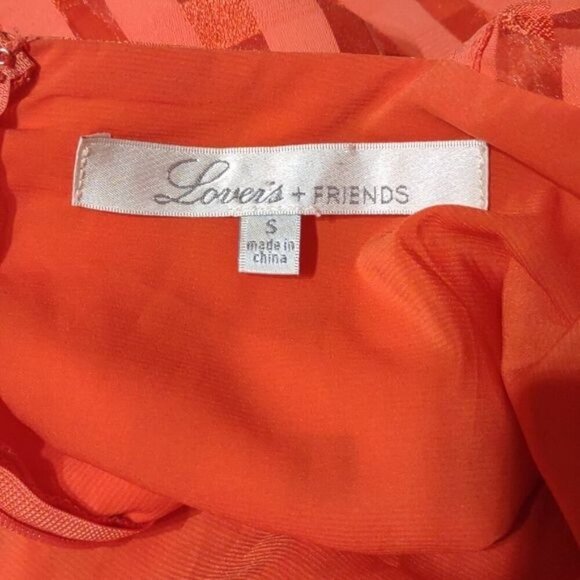 Lovers + FRIENDS
S
made in
china